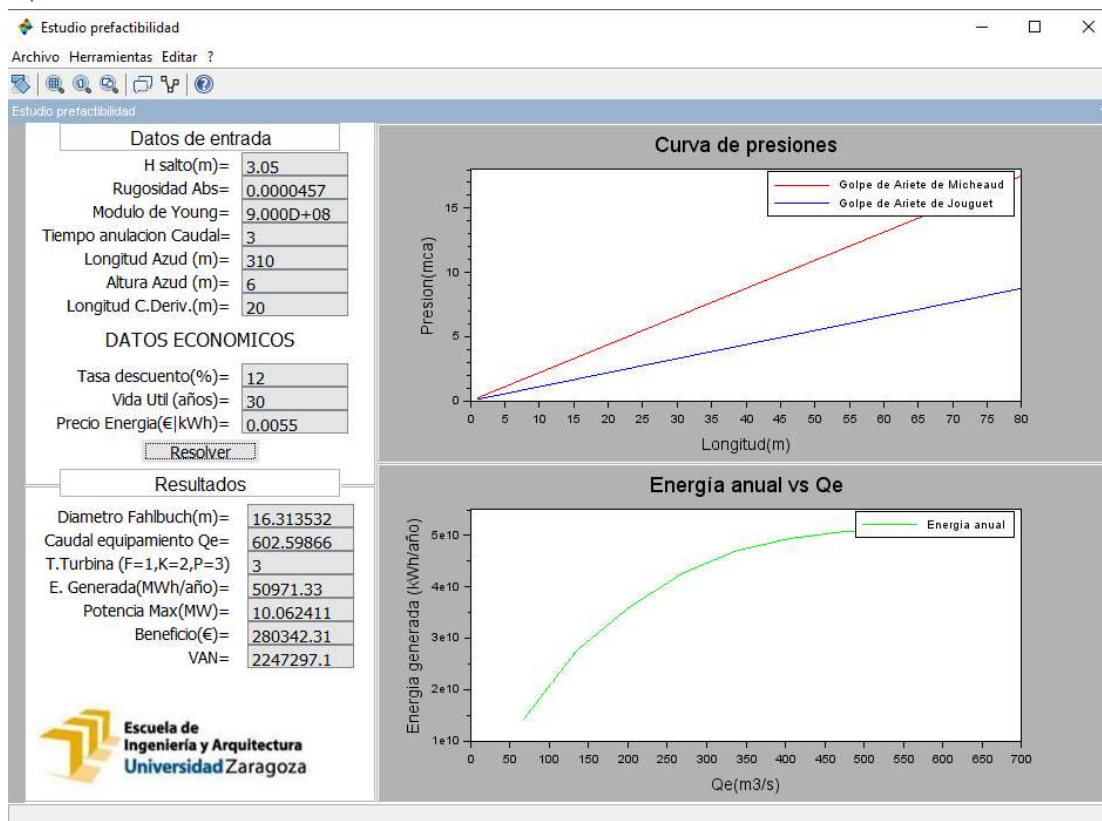 Estudio prefactibilidad
Archivo Herramientas Editar ?
Estudio prefactibilidad
Datos de entrada
H salto(m)= 3.05
Rugosidad Abs= 0.0000457
Modulo de Young= 9.000D+08
Tiempo anulacion Caudal= 3
Longitud Azud (m)= 310
Altura Azud (m)= 6
Longitud C.Deriv.(m)= 20
DATOS ECONOMICOS
Tasa descuento(%)= 12
Vida Util (años)= 30
Precio Energia(€|kWh)= 0.0055
Resolver
Resultados
Diametro Fahlbuch(m)= 16.313532
Caudal equipamiento Qe= 602.59866
T.Turbina (F=1,K=2,P=3) 3
E. Generada(MWh/año)= 50971.33
Potencia Max(MW)= 10.062411
Beneficio(€)= 280342.31
VAN= 2247297.1
Escuela de
Ingeniería y Arquitectura
Universidad Zaragoza
Curva de presiones
Golpe de Ariete de Micheaud
Golpe de Ariete de Jouguet
Presion(mca)
15
10
5
0
0 5 10 15 20 25 30 35 40 45 50 55 60 65 70 75 80
Longitud(m)
Energía anual vs Qe
Energia anual
Energia generada (kWh/año)
5e10
4e10
3e10
2e10
1e10
0 50 100 150 200 250 300 350 400 450 500 550 600 650 700
Qe(m3/s)